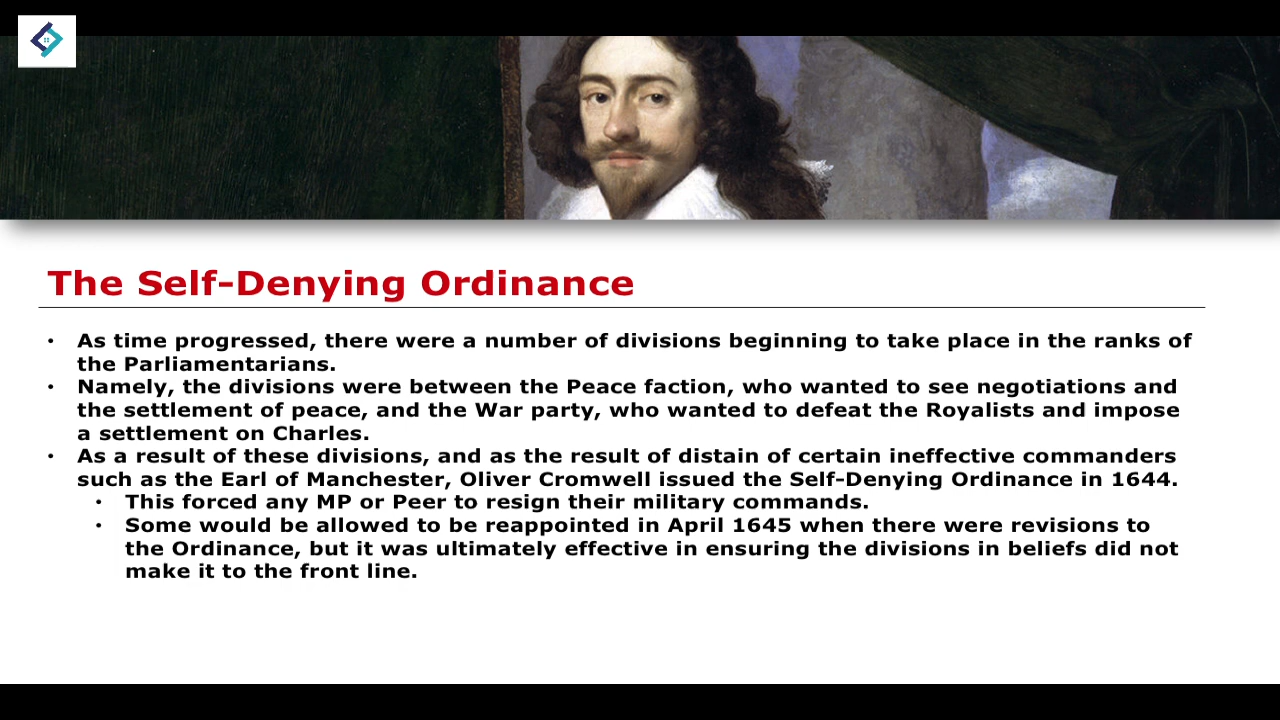 The Self-Denying Ordinance
• As time progressed, there were a number of divisions beginning to take place in the ranks of
the Parliamentarians.
• Namely, the divisions were between the Peace faction, who wanted to see negotiations and
the settlement of peace, and the War party, who wanted to defeat the Royalists and impose
a settlement on Charles.
• As a result of these divisions, and as the result of distain of certain ineffective commanders
such as the Earl of Manchester, Oliver Cromwell issued the Self-Denying Ordinance in 1644.
• This forced any MP or Peer to resign their military commands.
• Some would be allowed to be reappointed in April 1645 when there were revisions to
the Ordinance, but it was ultimately effective in ensuring the divisions in beliefs did not
make it to the front line.